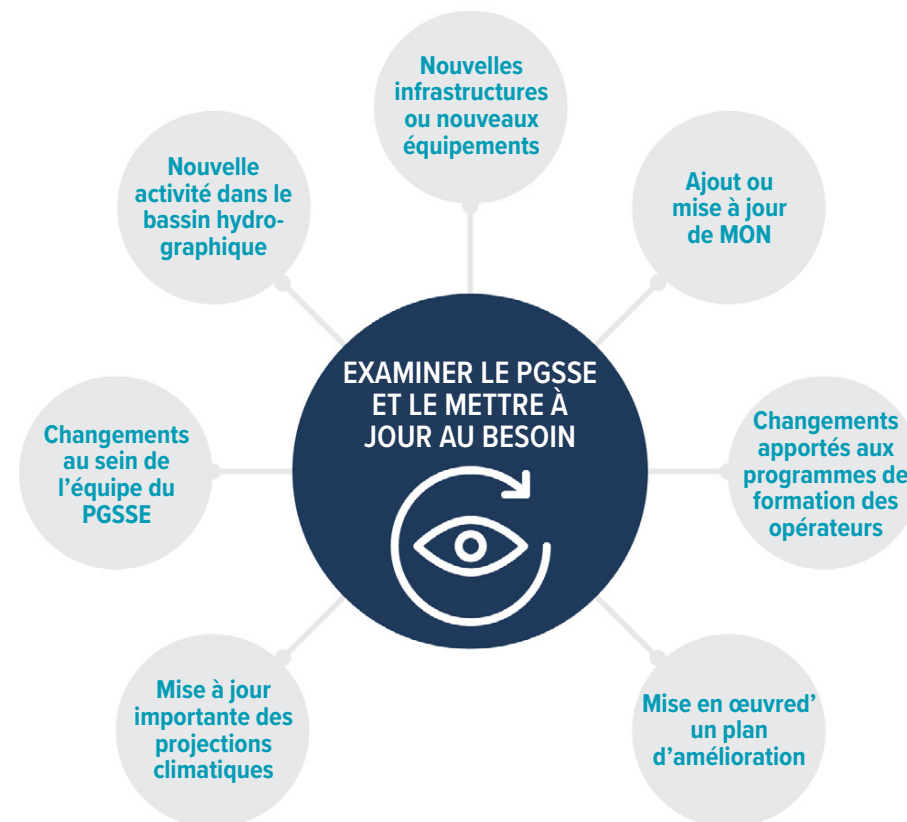 Nouvelles
infrastructures
ou nouveaux
équipements
Nouvelle
activité dans le
bassin hydro-
graphique
Ajout ou
mise à jour
de MON
EXAMINER LE PGSSE
ET LE METTRE À
JOUR AU BESOIN
Changements
au sein de
l’équipe du
PGSSE
Changements
apportés aux
programmes de
formation des
opérateurs
Mise à jour
importante des
projections
climatiques
Mise en œuvred’
un plan
d’amélioration